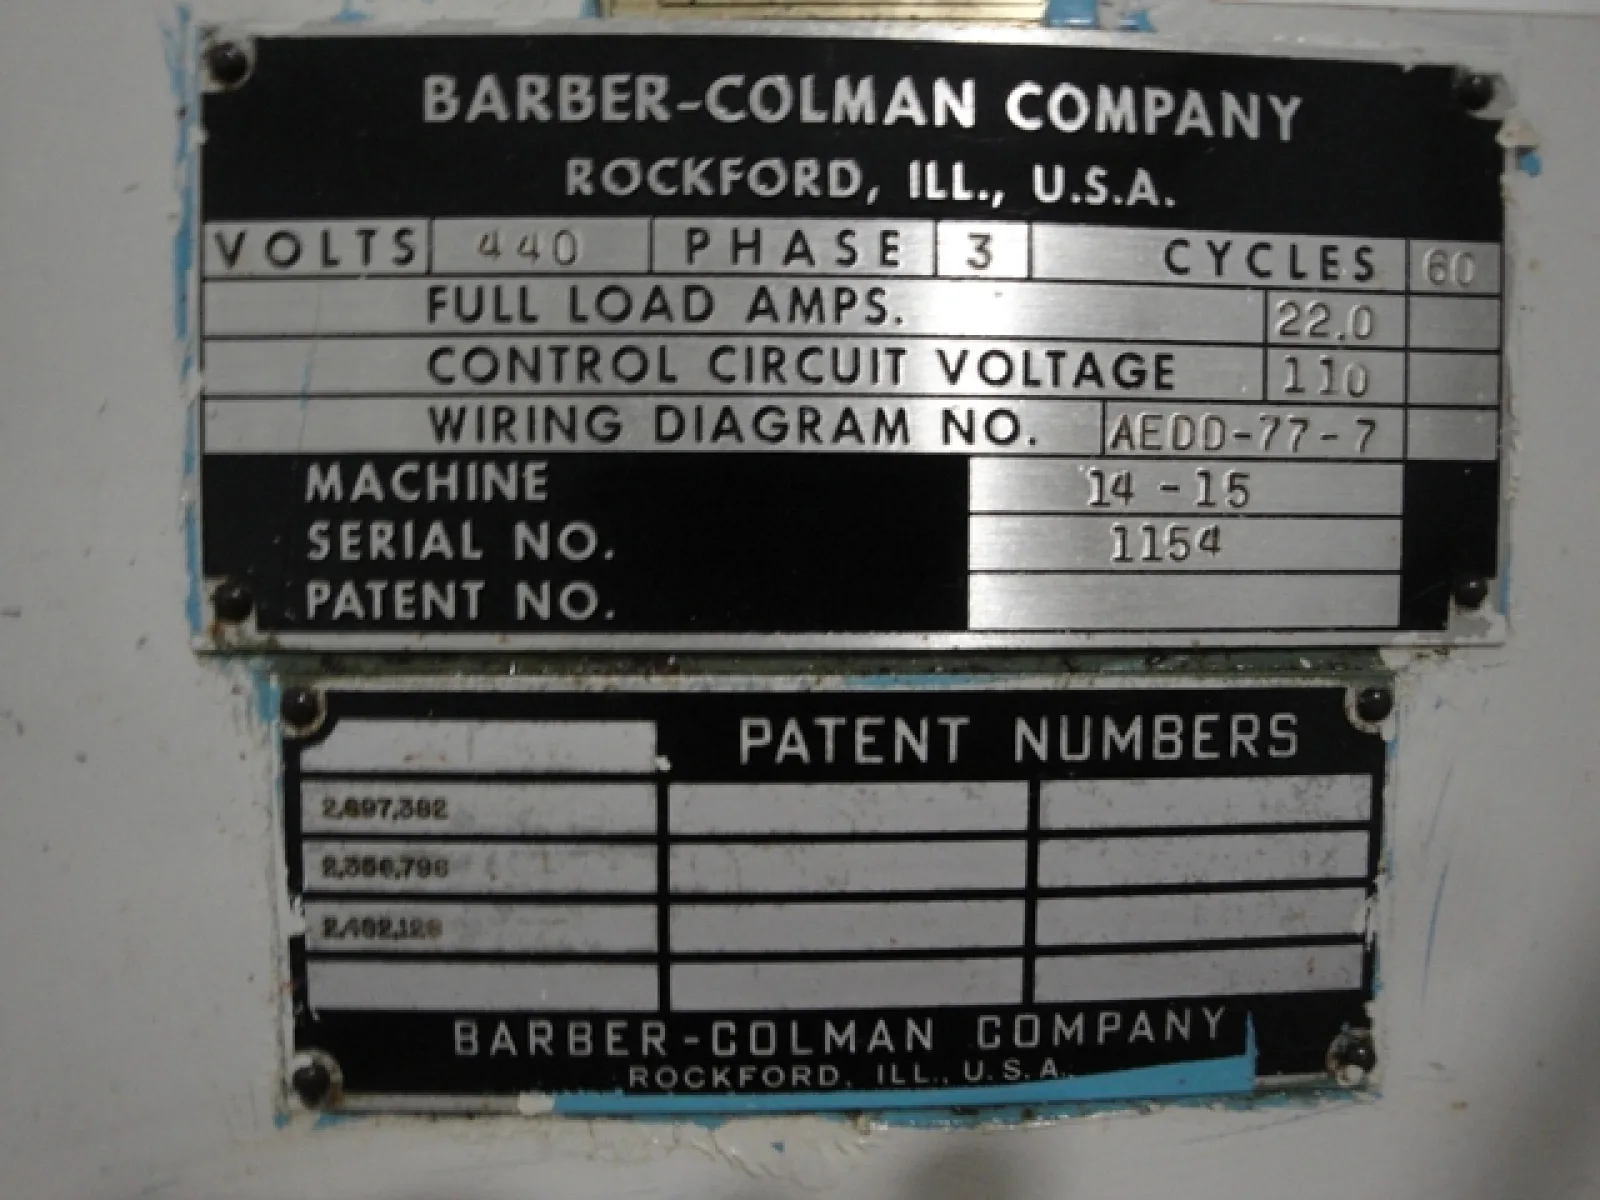 BARBER-COLMAN COMPANY
ROCKFORD, ILL., U.S.A.
VOLTS 440 PHASE 3 CYCLES 60
FULL LOAD AMPS. 22.0
CONTROL CIRCUIT VOLTAGE 110
WIRING DIAGRAM NO. AEDD-77-7
MACHINE 14-15
SERIAL NO. 1154
PATENT NO.
PATENT NUMBERS
BARBER-COLMAN COMPANY
ROCKFORD, ILL., U.S.A.